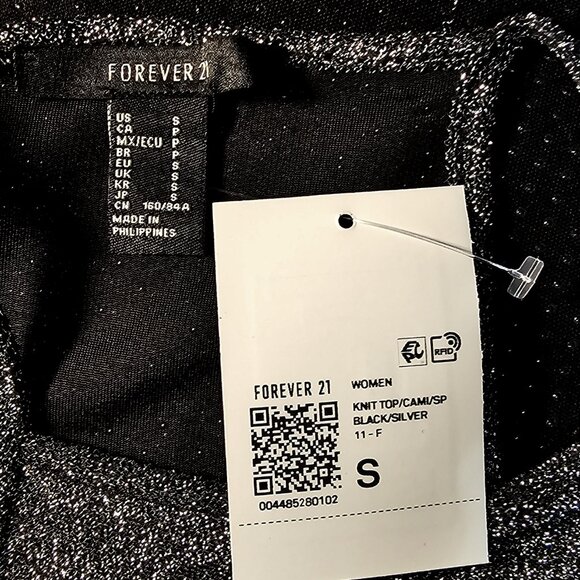 FOREVER 21
US S
CA P
MX/ECU P
BR P
EU S
UK S
KR S
JP S
CN 160/84A
MADE IN
PHILIPPINES
RFID
FOREVER 21
WOMEN
KNIT TOP/CAMI/SP
BLACK/SILVER
11-F
S
004485280102